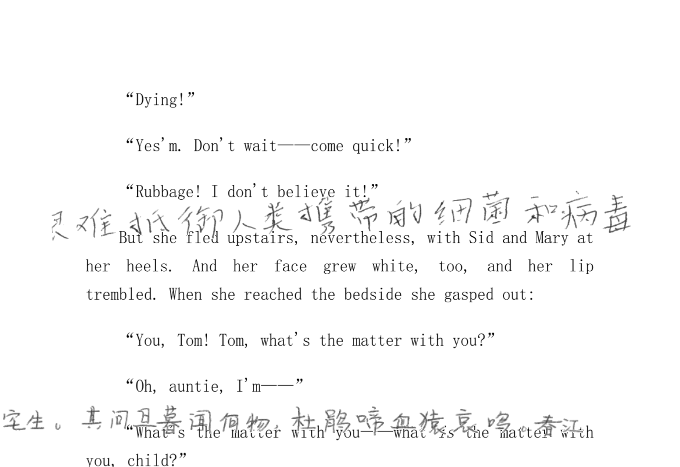 “Dying!”
“Yes'm. Don't wait——come quick!”
“Rubbage! I don't believe it!”
艮难抵御人类携带的细菌和病毒
But she fled upstairs, nevertheless, with Sid and Mary at
her heels. And her face grew white, too, and her lip
trembled. When she reached the bedside she gasped out:
“You, Tom! Tom, what's the matter with you?”
“Oh, auntie, I'm——”
生。其间旦暮闻何物，杜鹃啼血猿哀鸣。春江
“What's the matter with you——what is the matter with
you, child?”